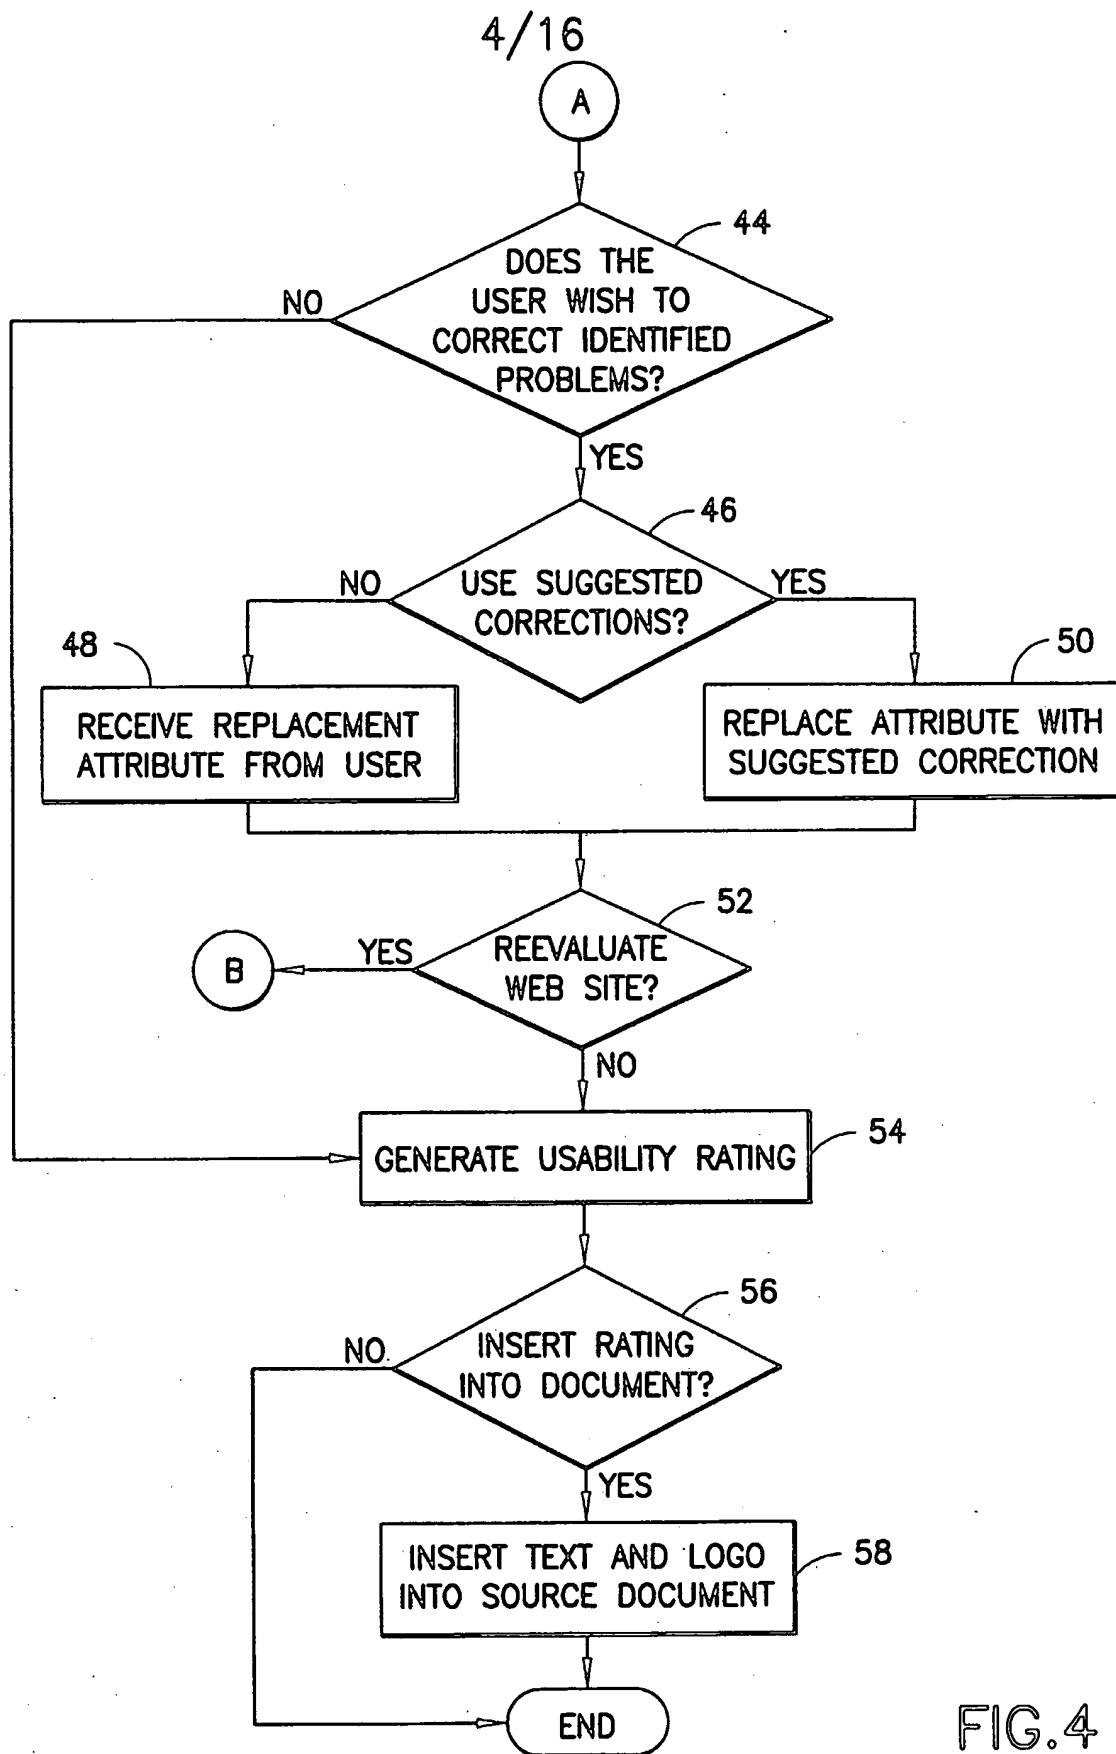 4/16
A
44
DOES THE
USER WISH TO
CORRECT IDENTIFIED
PROBLEMS?
NO
YES
46
USE SUGGESTED
CORRECTIONS?
NO
YES
48
RECEIVE REPLACEMENT
ATTRIBUTE FROM USER
50
REPLACE ATTRIBUTE WITH
SUGGESTED CORRECTION
52
REEVALUATE
WEB SITE?
YES
B
NO
54
GENERATE USABILITY RATING
56
INSERT RATING
INTO DOCUMENT?
NO
YES
58
INSERT TEXT AND LOGO
INTO SOURCE DOCUMENT
END
FIG.4